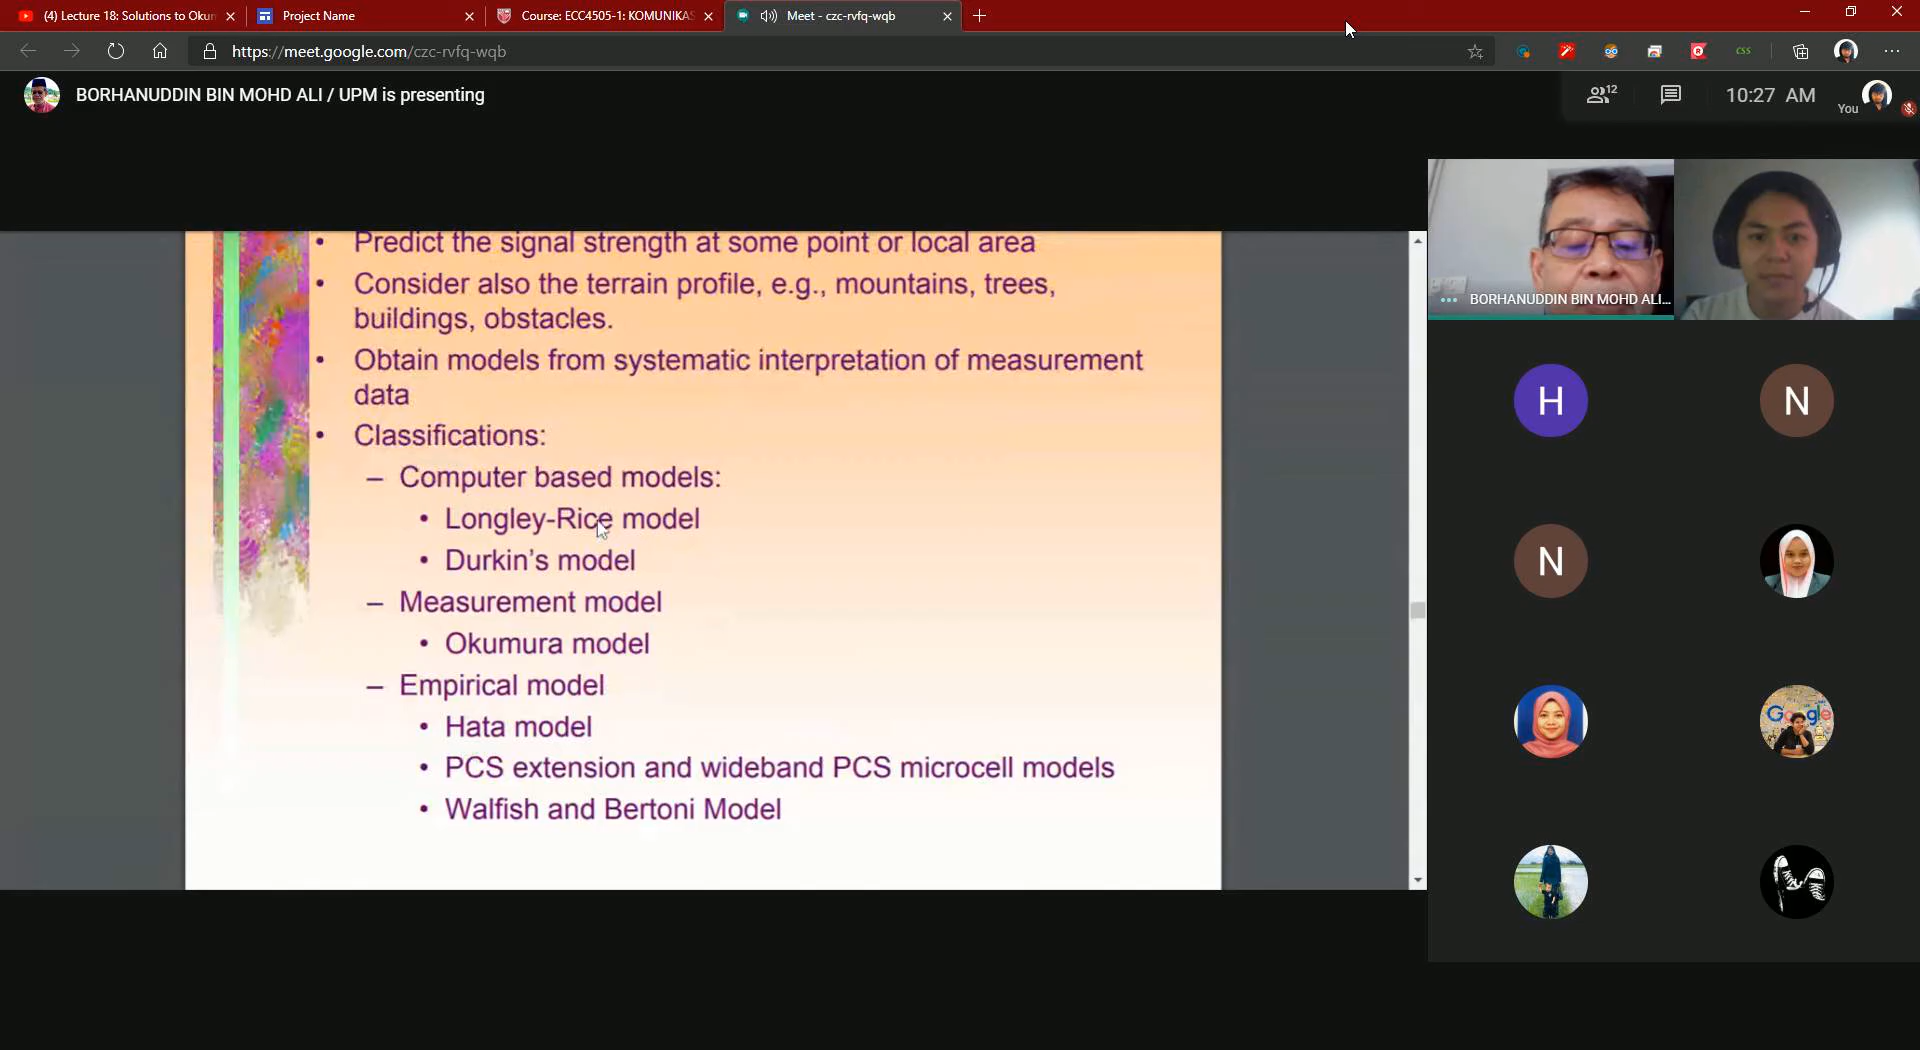 (4) Lecture 18: Solutions to Okum
Project Name
Course: ECC4505-1: KOMUNIKAS
Meet - czc-rvfq-wqb
https://meet.google.com/czc-rvfq-wqb
CSS
BORHANUDDIN BIN MOHD ALI / UPM is presenting
12
10:27 AM
You
• Predict the signal strength at some point or local area
• Consider also the terrain profile, e.g., mountains, trees,
buildings, obstacles.
• Obtain models from systematic interpretation of measurement
data
• Classifications:
– Computer based models:
• Longley-Rice model
• Durkin's model
– Measurement model
• Okumura model
– Empirical model
• Hata model
• PCS extension and wideband PCS microcell models
• Walfish and Bertoni Model
BORHANUDDIN BIN MOHD ALI...
H
N
N
Google